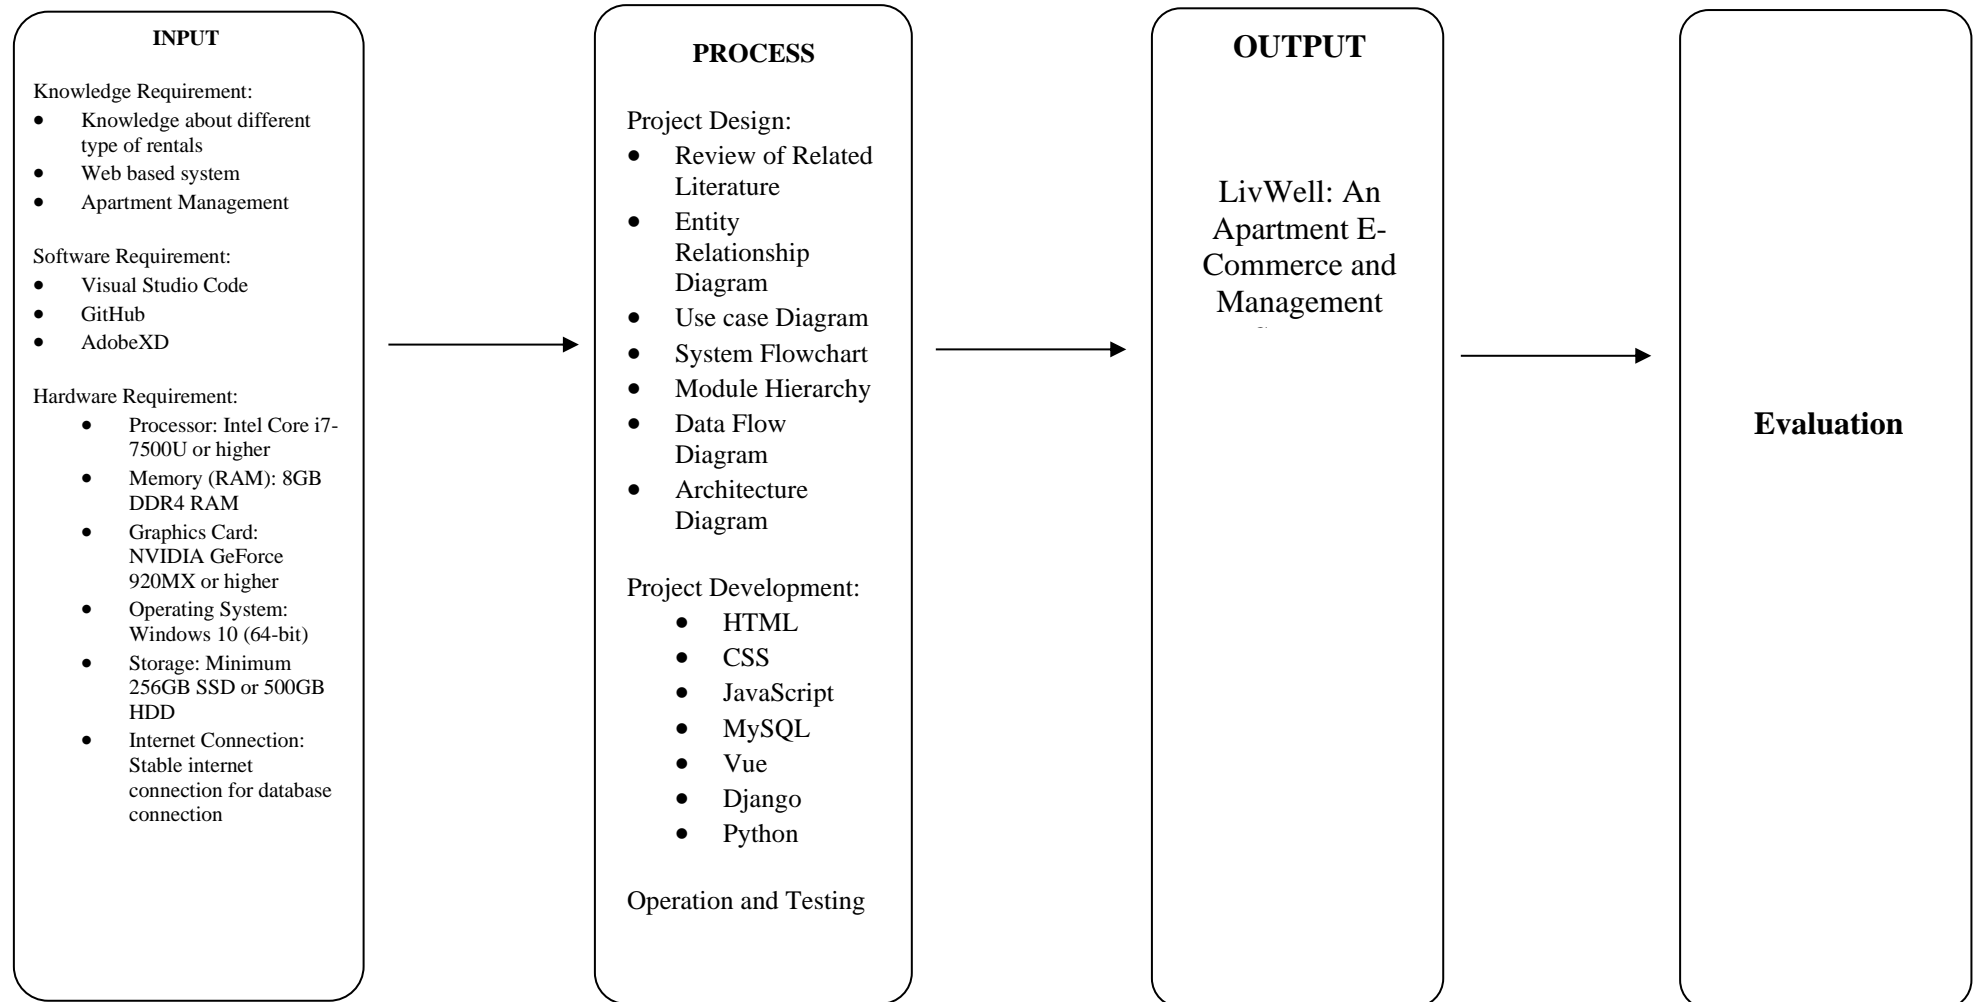 INPUT
Knowledge Requirement:
● Knowledge about different
type of rentals
● Web based system
● Apartment Management
Software Requirement:
● Visual Studio Code
● GitHub
● AdobeXD
Hardware Requirement:
● Processor: Intel Core i7-
7500U or higher
● Memory (RAM): 8GB
DDR4 RAM
● Graphics Card:
NVIDIA GeForce
920MX or higher
● Operating System:
Windows 10 (64-bit)
● Storage: Minimum
256GB SSD or 500GB
HDD
● Internet Connection:
Stable internet
connection for database
connection
PROCESS
Project Design:
● Review of Related
Literature
● Entity
Relationship
Diagram
● Use case Diagram
● System Flowchart
● Module Hierarchy
● Data Flow
Diagram
● Architecture
Diagram
Project Development:
● HTML
● CSS
● JavaScript
● MySQL
● Vue
● Django
● Python
Operation and Testing
OUTPUT
LivWell: An
Apartment E-
Commerce and
Management
Evaluation